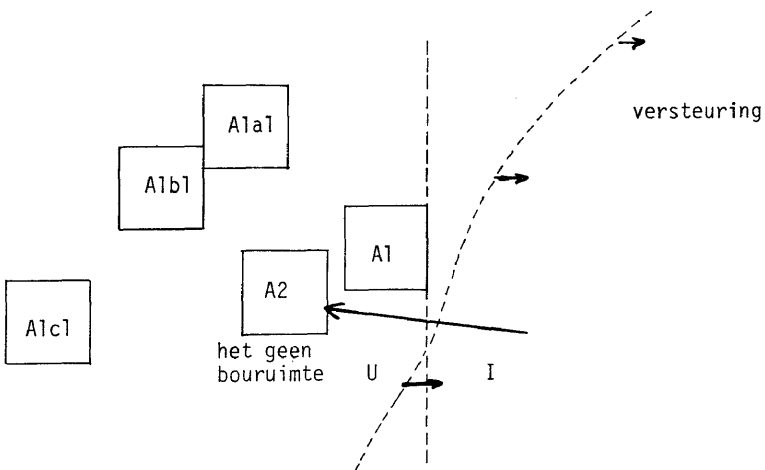 versteuring
A1a1
A1b1
A1
A2
A1c1
het geen
bouruimte
U
I